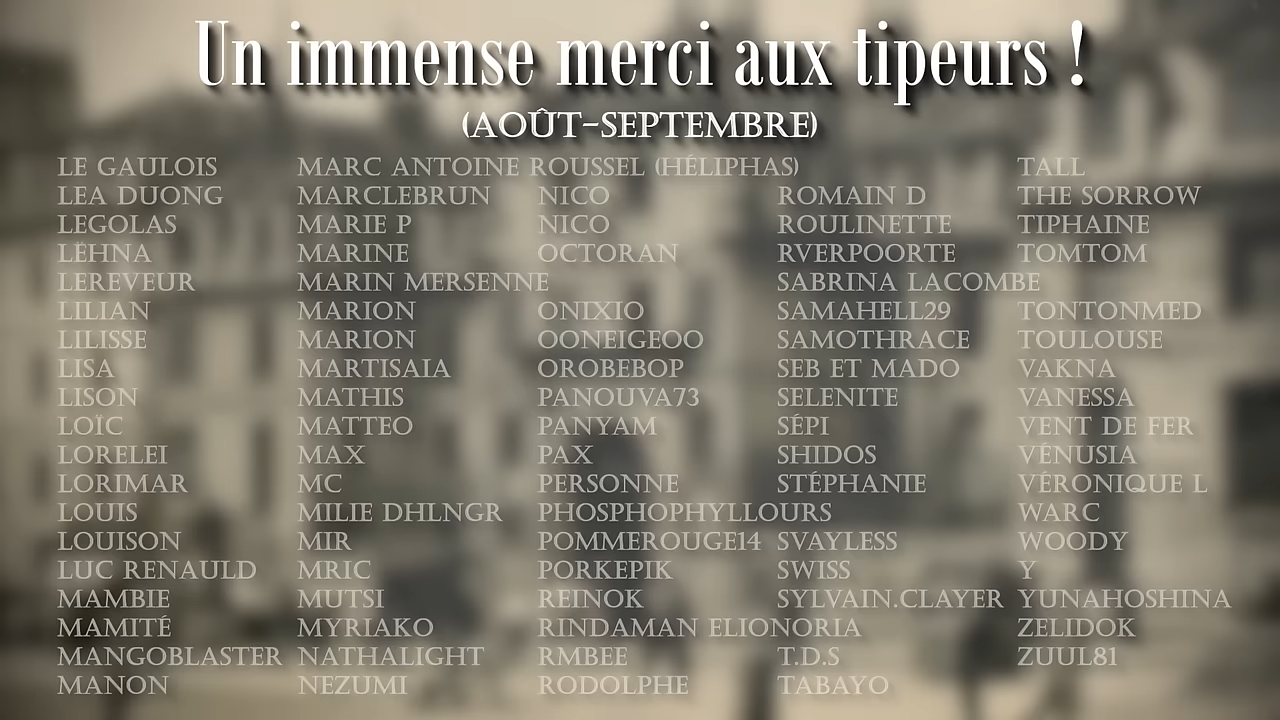 Un immense merci aux tipeurs !
(AOÛT-SEPTEMBRE)
LE GAULOIS MARC ANTOINE ROUSSEL (HÉLIPHAS) TALL
LEA DUONG MARCLEBRUN NICO ROMAIN D THE SORROW
LEGOLAS MARIE P NICO ROULINETTE TIPHAINE
LËHNA MARINE OCTORAN RVERPOORTE TOMTOM
LEREVEUR MARIN MERSENNE SABRINA LACOMBE
LILIAN MARION ONIXIO SAMAHELL29 TONTONMED
LILISSE MARION OONEIGEOO SAMOTHRACE TOULOUSE
LISA MARTISAIA OROBEBOP SEB ET MADO VAKNA
LISON MATHIS PANOUVA73 SELENITE VANESSA
LOÏC MATTEO PANYAM SÉPI VENT DE FER
LORELEI MAX PAX SHIDOS VÉNUSIA
LORIMAR MC PERSONNE STÉPHANIE VÉRONIQUE L
LOUIS MILIE DHLNGR PHOSPHOPHYLLOURS WARC
LOUISON MIR POMMEROUGE14 SVAYLESS WOODY
LUC RENAULD MRIC PORKEPIK SWISS Y
MAMBIE MUTSI REINOK SYLVAIN.CLAYER YUNAHOSHINA
MAMITÉ MYRIAKO RINDAMAN ELIONORIA ZELIDOK
MANGOBLASTER NATHALIGHT RMBEE T.D.S ZUUL81
MANON NEZUMI RODOLPHE TABAYO